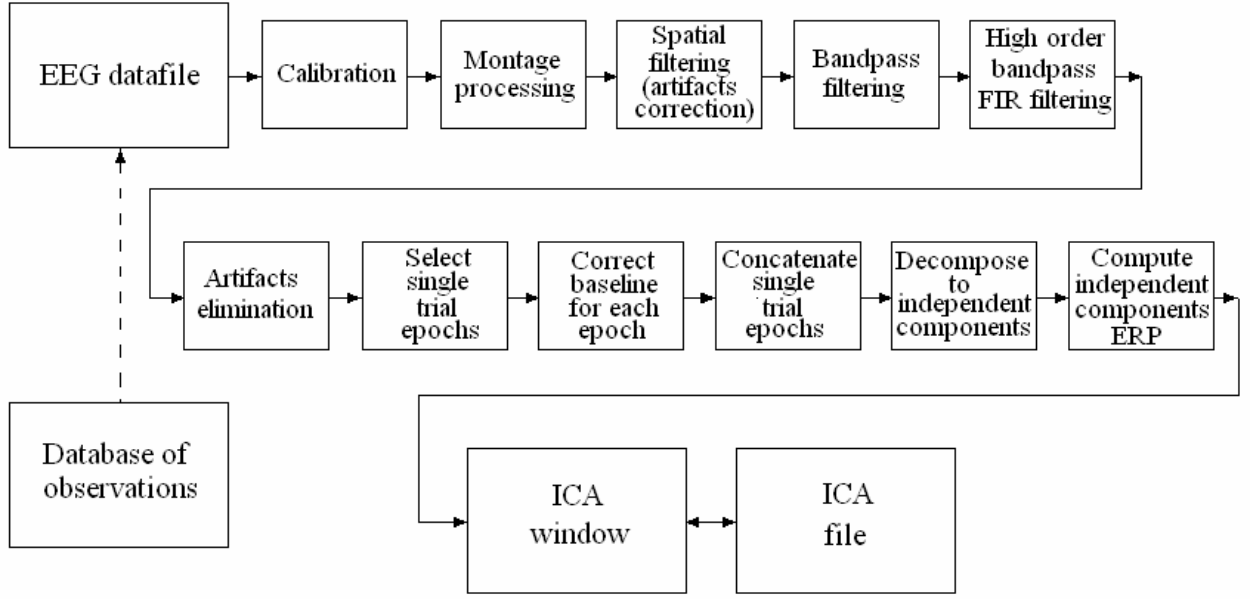 EEG datafile
Calibration
Montage
processing
Spatial
filtering
(artifacts
correction)
Bandpass
filtering
High order
bandpass
FIR filtering
Artifacts
elimination
Select
single
trial
epochs
Correct
baseline
for each
epoch
Concatenate
single
trial
epochs
Decompose
to
independent
components
Compute
independent
components
ERP
Database of
observations
ICA
window
ICA
file